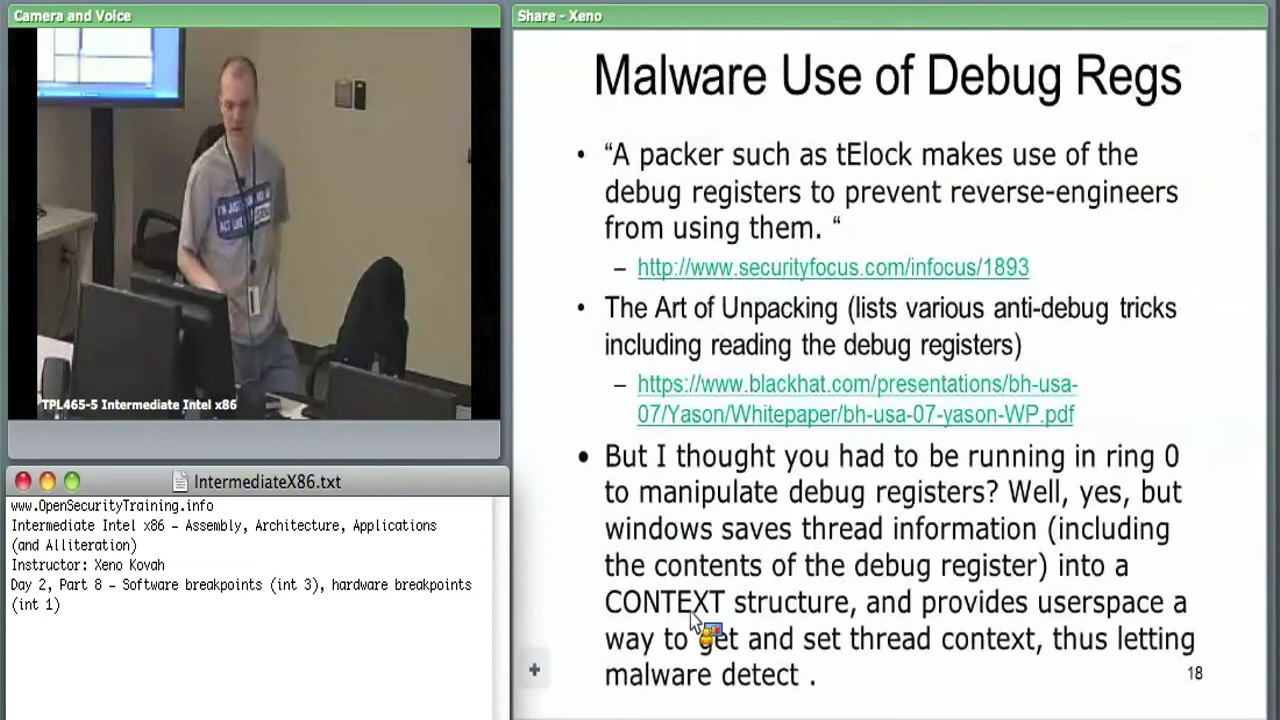 Camera and Voice
TPL465-5 Intermediate Intel x86
IntermediateX86.txt
www.OpenSecurityTraining.info
Intermediate Intel x86 – Assembly, Architecture, Applications
(and Alliteration)
Instructor: Xeno Kovah
Day 2, Part 8 – Software breakpoints (int 3), hardware breakpoints
(int 1)
Share - Xeno
Malware Use of Debug Regs
• “A packer such as tElock makes use of the
debug registers to prevent reverse-engineers
from using them. “
– http://www.securityfocus.com/infocus/1893
• The Art of Unpacking (lists various anti-debug tricks
including reading the debug registers)
– https://www.blackhat.com/presentations/bh-usa-
07/Yason/Whitepaper/bh-usa-07-yason-WP.pdf
• But I thought you had to be running in ring 0
to manipulate debug registers? Well, yes, but
windows saves thread information (including
the contents of the debug register) into a
CONTEXT structure, and provides userspace a
way to get and set thread context, thus letting
malware detect .
18